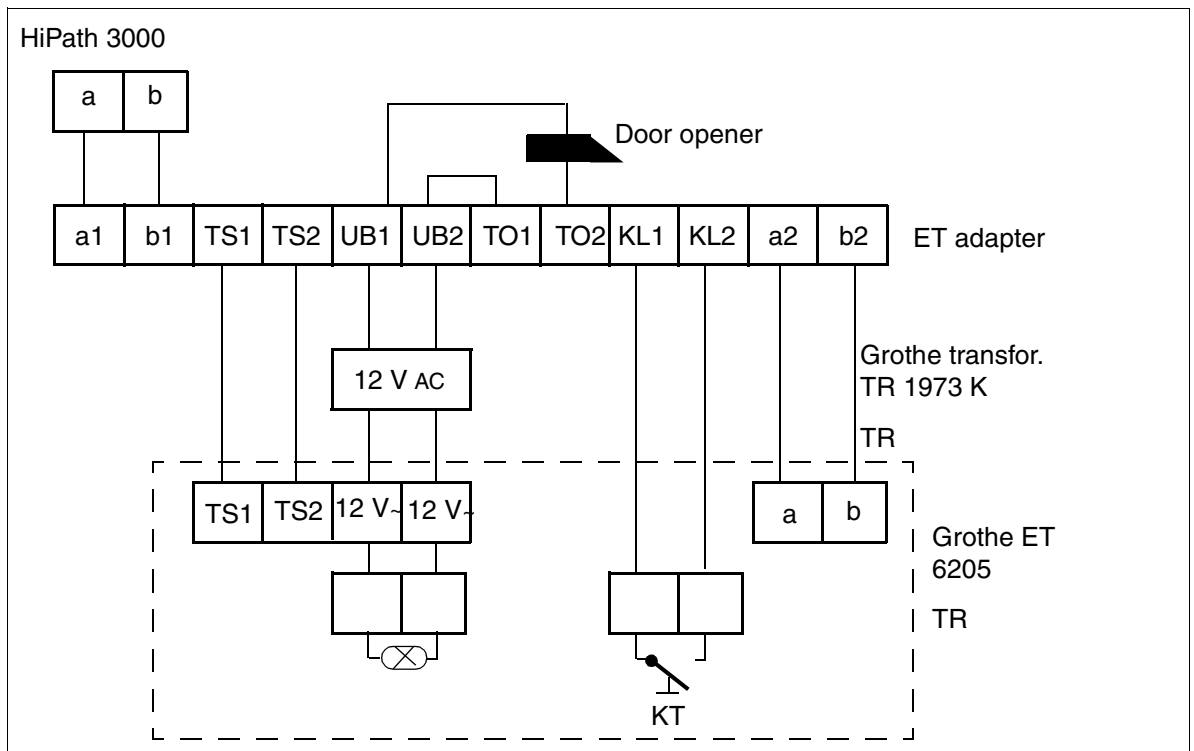 HiPath 3000
a b
Door opener
a1 b1 TS1 TS2 UB1 UB2 TO1 TO2 KL1 KL2 a2 b2
ET adapter
12 V AC
Grothe transfor.
TR 1973 K
TR
TS1 TS2 12 V~ 12 V~
a b
Grothe ET
6205
TR
KT